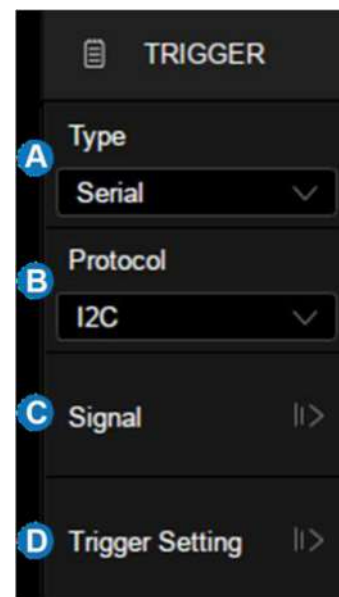 TRIGGER
A
Type
Serial
B
Protocol
I2C
C
Signal
D
Trigger Setting